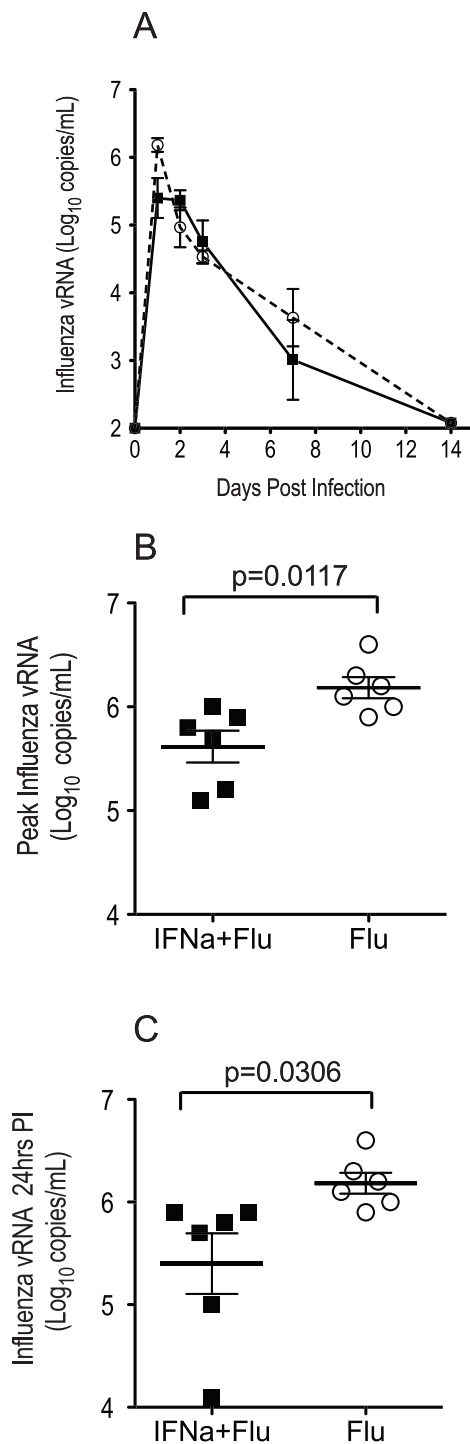 A
Influenza vRNA (Log10 copies/mL)
7
6
5
4
3
2
0 2 4 6 8 10 12 14
Days Post Infection
B
p=0.0117
Peak Influenza vRNA
(Log10 copies/mL)
7
6
5
4
IFNa+Flu Flu
C
p=0.0306
Influenza vRNA 24hrs PI
(Log10 copies/mL)
7
6
5
4
IFNa+Flu Flu